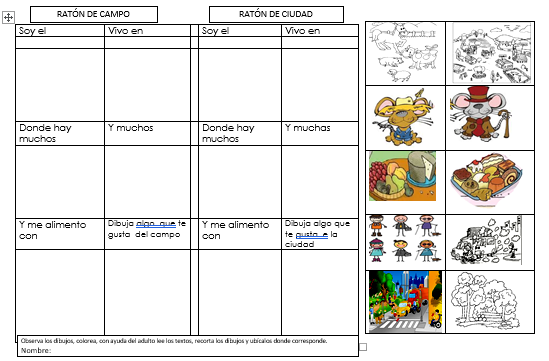 RATÓN DE CAMPO
RATÓN DE CIUDAD
Soy el Vivo en Soy el Vivo en
Donde hay muchos
Y muchos
Donde hay muchos
Y muchas
Y me alimento con
Dibuja algo que te
gusta del campo
Y me alimento con
Dibuja algo que
te gusta e la
ciudad
Observa los dibujos, colorea, con ayuda del adulto lee los textos, recorta los dibujos y ubícalos donde corresponde.
Nombre: